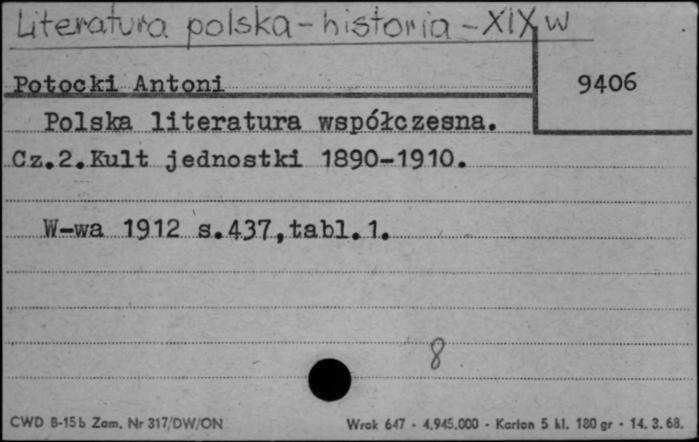 Literatura polska - historia - XIX w
Potocki Antoni
9406
Polska literatura współczesna.
Cz.2.Kult jednostki 1890-1910.
W-wa 1912 s.437,tabl.1.
8
CWD B-15b Zam. Nr 317/DW/ON
Wrok 647 - 4.945.000 - Karton 5 kl. 180 gr - 14. 3. 68.